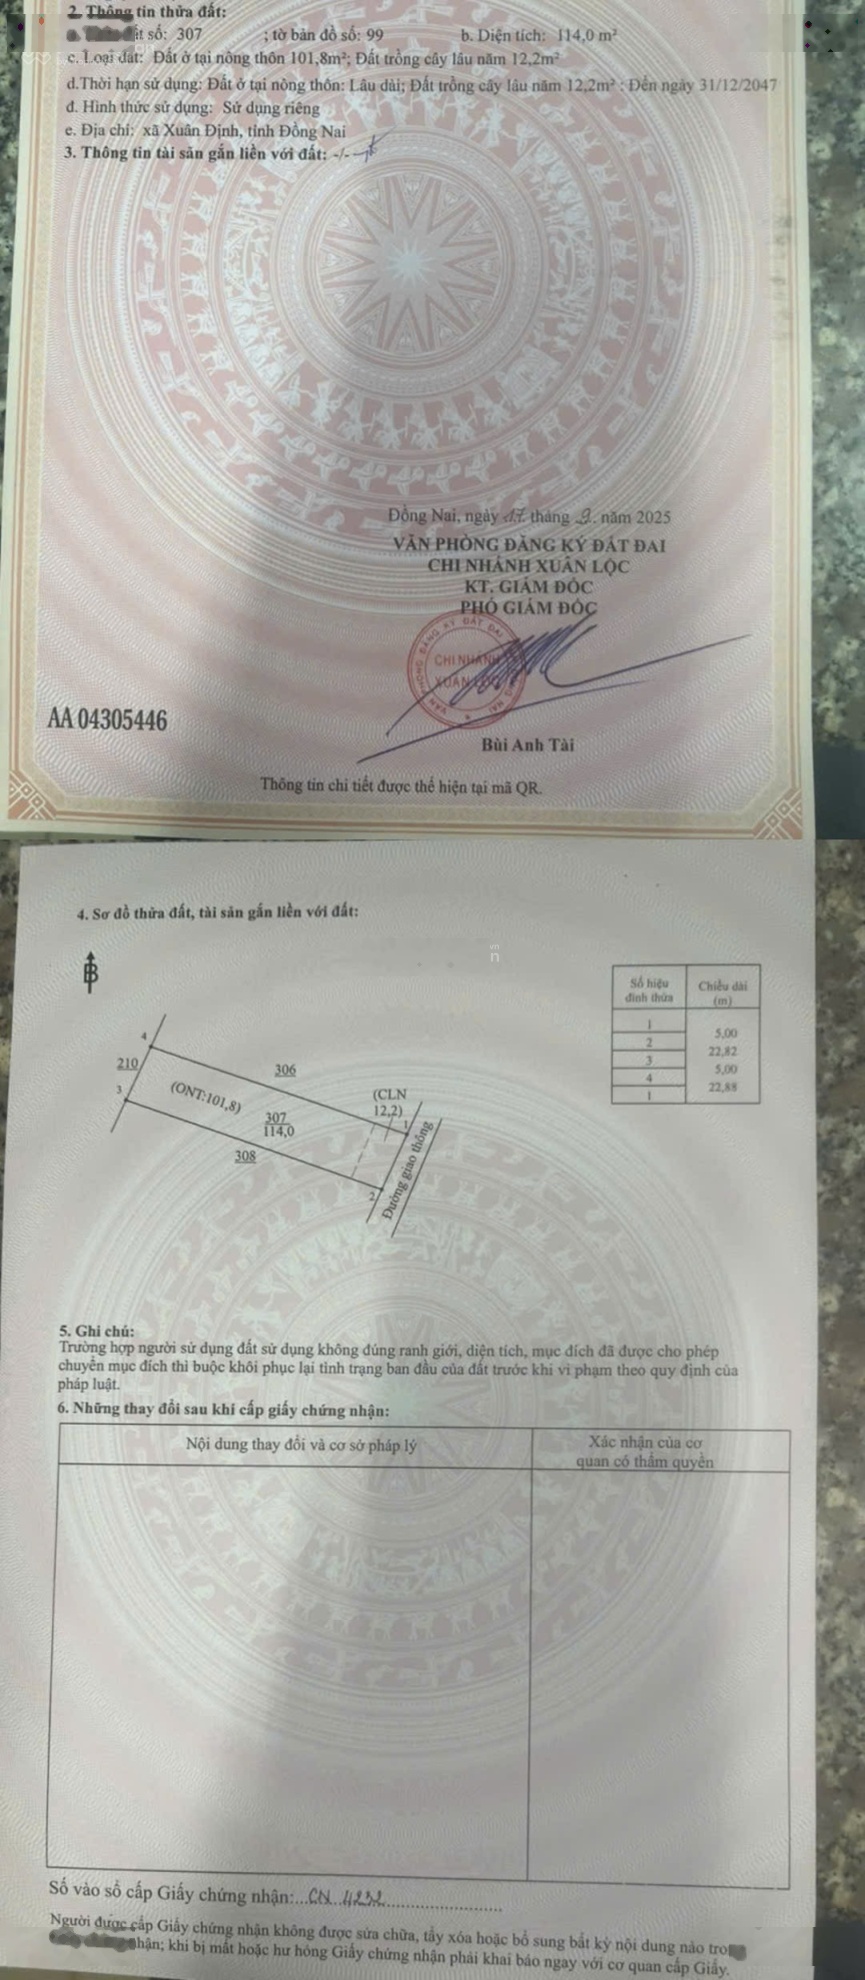 2. Thông tin thửa đất:
a. ất số: 307 ; tờ bản đồ số: 99 b. Diện tích: 114,0 m²
c. Loại đất: Đất ở tại nông thôn 101,8m²; Đất trồng cây lâu năm 12,2m²
d.Thời hạn sử dụng: Đất ở tại nông thôn: Lâu dài; Đất trồng cây lâu năm 12,2m² : Đến ngày 31/12/2047
đ. Hình thức sử dụng: Sử dụng riêng
e. Địa chỉ: xã Xuân Định, tỉnh Đồng Nai
3. Thông tin tài sản gắn liền với đất: -/-
Đồng Nai, ngày 17 tháng 9. năm 2025
VĂN PHÒNG ĐĂNG KÝ ĐẤT ĐAI
CHI NHÁNH XUÂN LỘC
KT. GIÁM ĐỐC
PHÓ GIÁM ĐỐC
CHI NHÁNH
XUÂN LỘC
AA 04305446
Bùi Anh Tài
Thông tin chi tiết được thể hiện tại mã QR.
4. Sơ đồ thửa đất, tài sản gắn liền với đất:
B
Số hiệu đỉnh thửa
Chiều dài (m)
1
5,00
2
22,82
3
5,00
4
22,88
1
4
210
306
3
(ONT:101,8)
(CLN
12,2)
307
114,0
1
308
2
Đường giao thông
5. Ghi chú:
Trường hợp người sử dụng đất sử dụng không đúng ranh giới, diện tích, mục đích đã được cho phép
chuyển mục đích thì buộc khôi phục lại tình trạng ban đầu của đất trước khi vi phạm theo quy định của
pháp luật.
6. Những thay đổi sau khi cấp giấy chứng nhận:
Nội dung thay đổi và cơ sở pháp lý
Xác nhận của cơ
quan có thẩm quyền
Số vào sổ cấp Giấy chứng nhận:...CN 4232
Người được cấp Giấy chứng nhận không được sửa chữa, tẩy xóa hoặc bổ sung bất kỳ nội dung nào tro
nhận; khi bị mất hoặc hư hỏng Giấy chứng nhận phải khai báo ngay với cơ quan cấp Giấy.